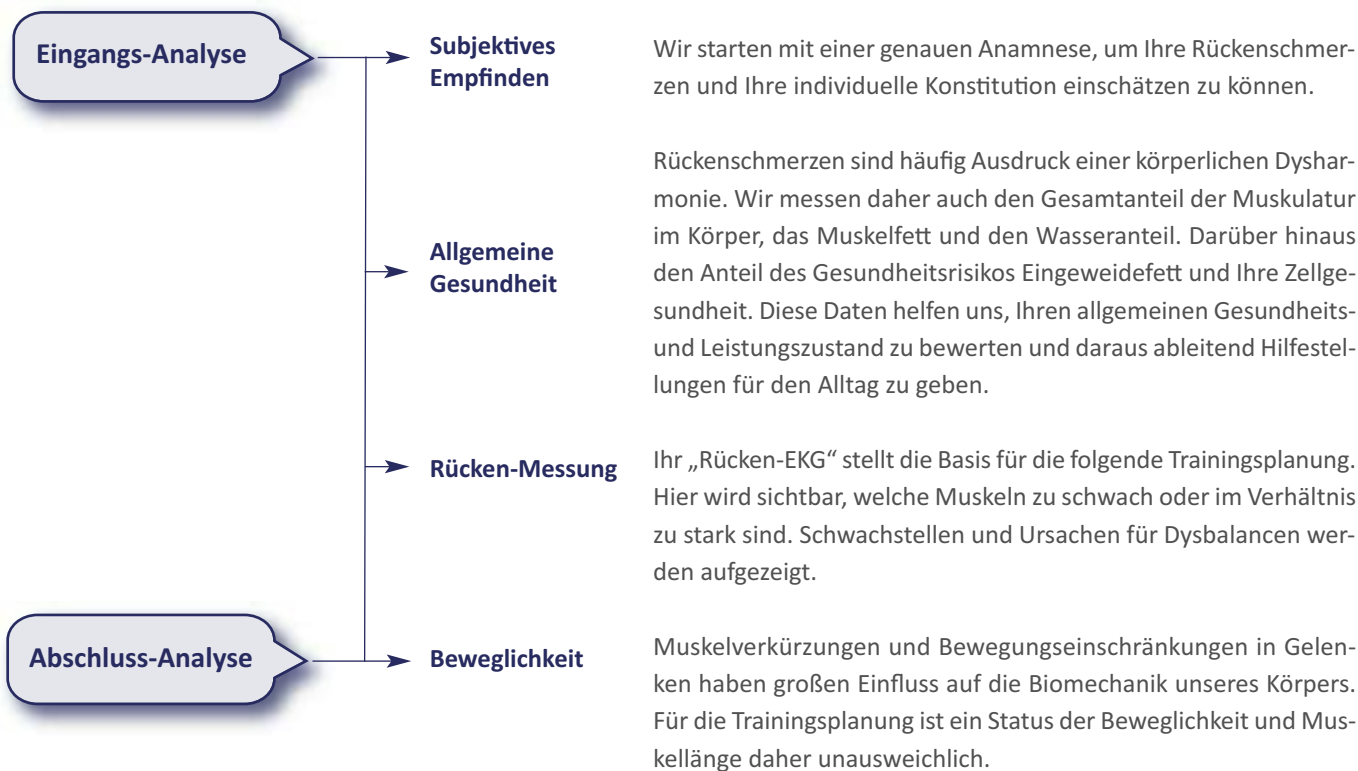 Eingangs-Analyse
Subjektives
Empfinden
Wir starten mit einer genauen Anamnese, um Ihre Rückenschmer-
zen und Ihre individuelle Konstitution einschätzen zu können.
Allgemeine
Gesundheit
Rückenschmerzen sind häufig Ausdruck einer körperlichen Dyshar-
monie. Wir messen daher auch den Gesamtanteil der Muskulatur
im Körper, das Muskelfett und den Wasseranteil. Darüber hinaus
den Anteil des Gesundheitsrisikos Eingeweidefett und Ihre Zellge-
sundheit. Diese Daten helfen uns, Ihren allgemeinen Gesundheits-
und Leistungszustand zu bewerten und daraus ableitend Hilfestel-
lungen für den Alltag zu geben.
Rücken-Messung
Ihr „Rücken-EKG“ stellt die Basis für die folgende Trainingsplanung.
Hier wird sichtbar, welche Muskeln zu schwach oder im Verhältnis
zu stark sind. Schwachstellen und Ursachen für Dysbalancen wer-
den aufgezeigt.
Abschluss-Analyse
Beweglichkeit
Muskelverkürzungen und Bewegungseinschränkungen in Gelen-
ken haben großen Einfluss auf die Biomechanik unseres Körpers.
Für die Trainingsplanung ist ein Status der Beweglichkeit und Mus-
kellänge daher unausweichlich.